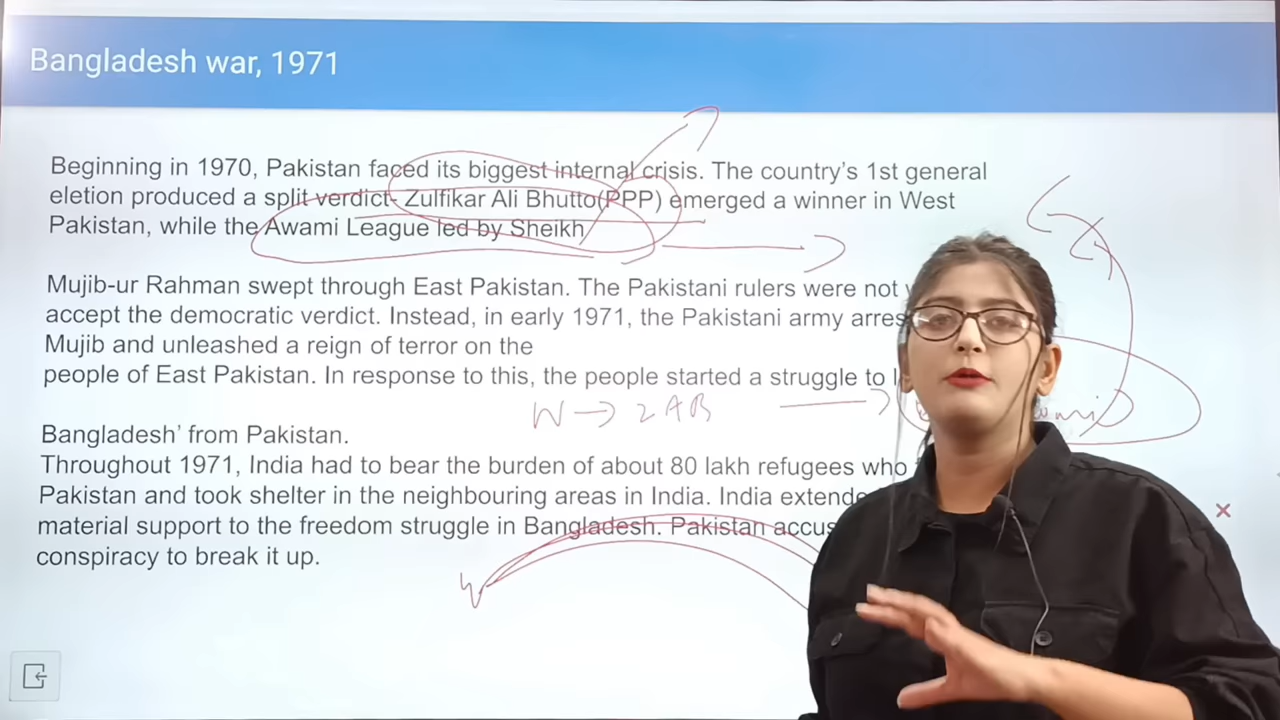 Bangladesh war, 1971
Beginning in 1970, Pakistan faced its biggest internal crisis. The country's 1st general
eletion produced a split verdict- Zulfikar Ali Bhutto(PPP) emerged a winner in West
Pakistan, while the Awami League led by Sheikh
Mujib-ur Rahman swept through East Pakistan. The Pakistani rulers were not
accept the democratic verdict. Instead, in early 1971, the Pakistani army
Mujib and unleashed a reign of terror on the
people of East Pakistan. In response to this, the people started a struggle to
W → ZAB
Bangladesh' from Pakistan.
Throughout 1971, India had to bear the burden of about 80 lakh refugees who
Pakistan and took shelter in the neighbouring areas in India. India
material support to the freedom struggle in Bangladesh. Pakistan
conspiracy to break it up.
W